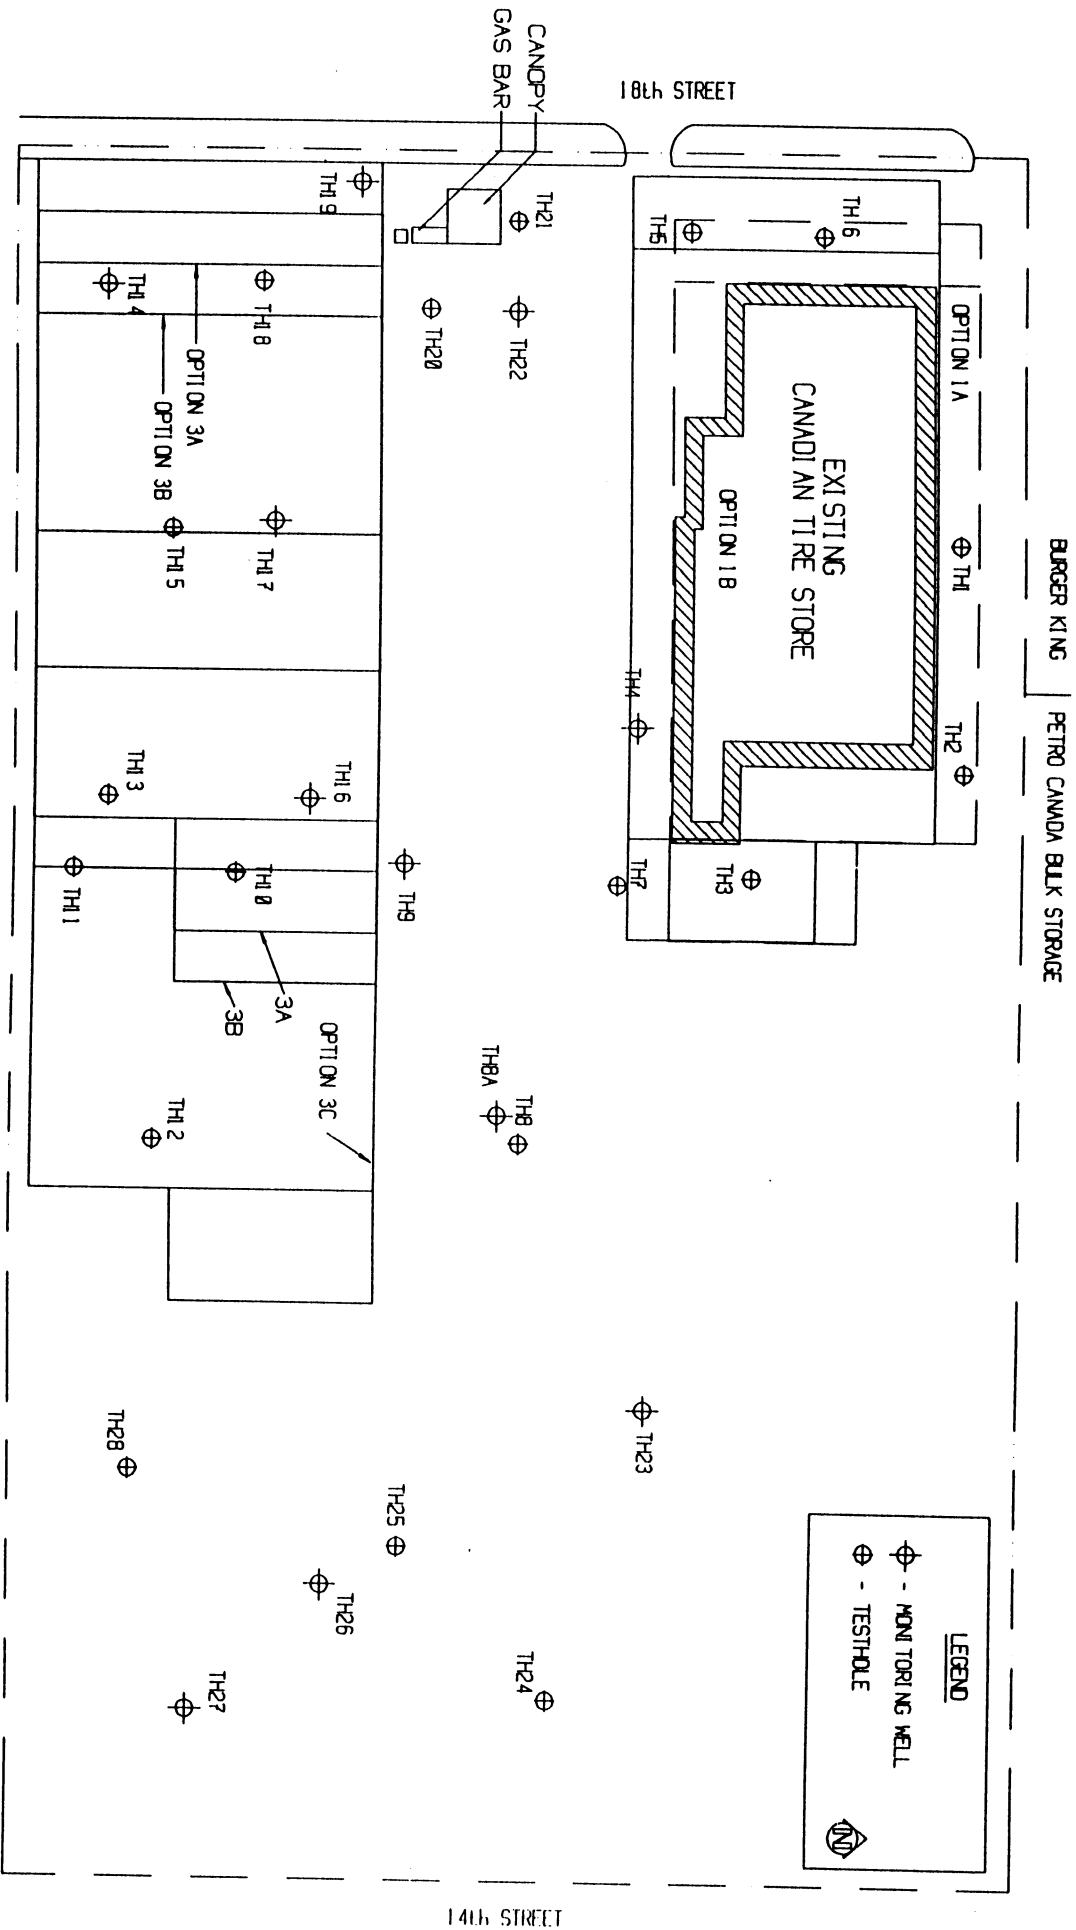 BURGER KING
PETRO CANADA BULK STORAGE
18th STREET
CANOPY
GAS BAR
OPTION 1A
TH1
TH2
TH16
TH5
EXISTING
CANADIAN TIRE STORE
OPTION 1B
TH4
TH3
TH7
TH21
TH22
TH20
TH19
TH18
TH14
OPTION 3A
OPTION 3B
TH17
TH15
TH16
TH13
TH9
TH10
TH11
3A
3B
OPTION 3C
TH8A
TH8
TH12
TH23
TH28
TH25
TH26
TH24
TH27
LEGEND
- MONITORING WELL
- TESTHOLE
N
14th STREET